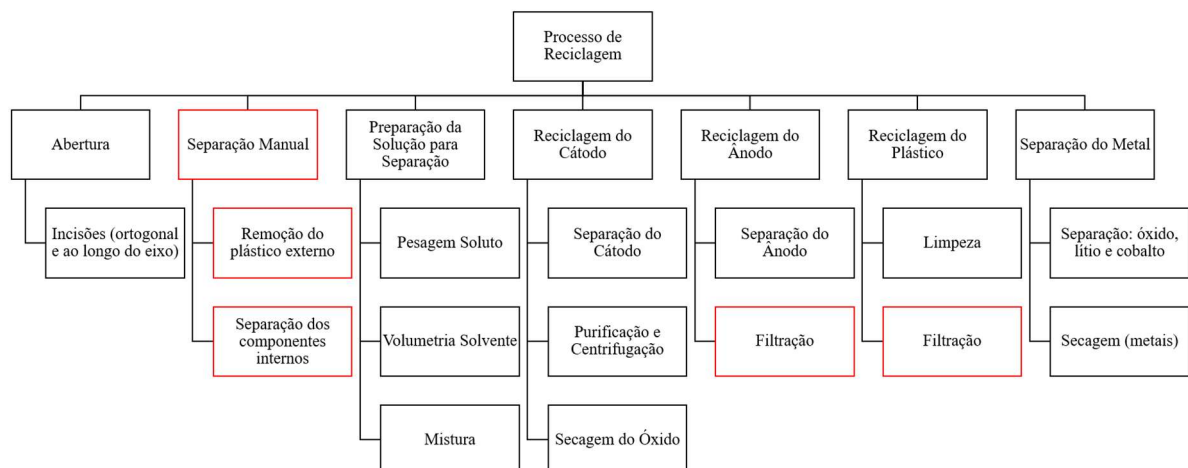 Processo de
Reciclagem
Abertura
Separação Manual
Preparação da
Solução para
Separação
Reciclagem do
Cátodo
Reciclagem do
Ânodo
Reciclagem do
Plástico
Separação do Metal
Incisões (ortogonal
e ao longo do eixo)
Remoção do
plástico externo
Pesagem Soluto
Separação do
Cátodo
Separação do
Ânodo
Limpeza
Separação: óxido,
lítio e cobalto
Separação dos
componentes
internos
Volumetria Solvente
Purificação e
Centrifugação
Filtração
Filtração
Secagem (metais)
Mistura
Secagem do Óxido